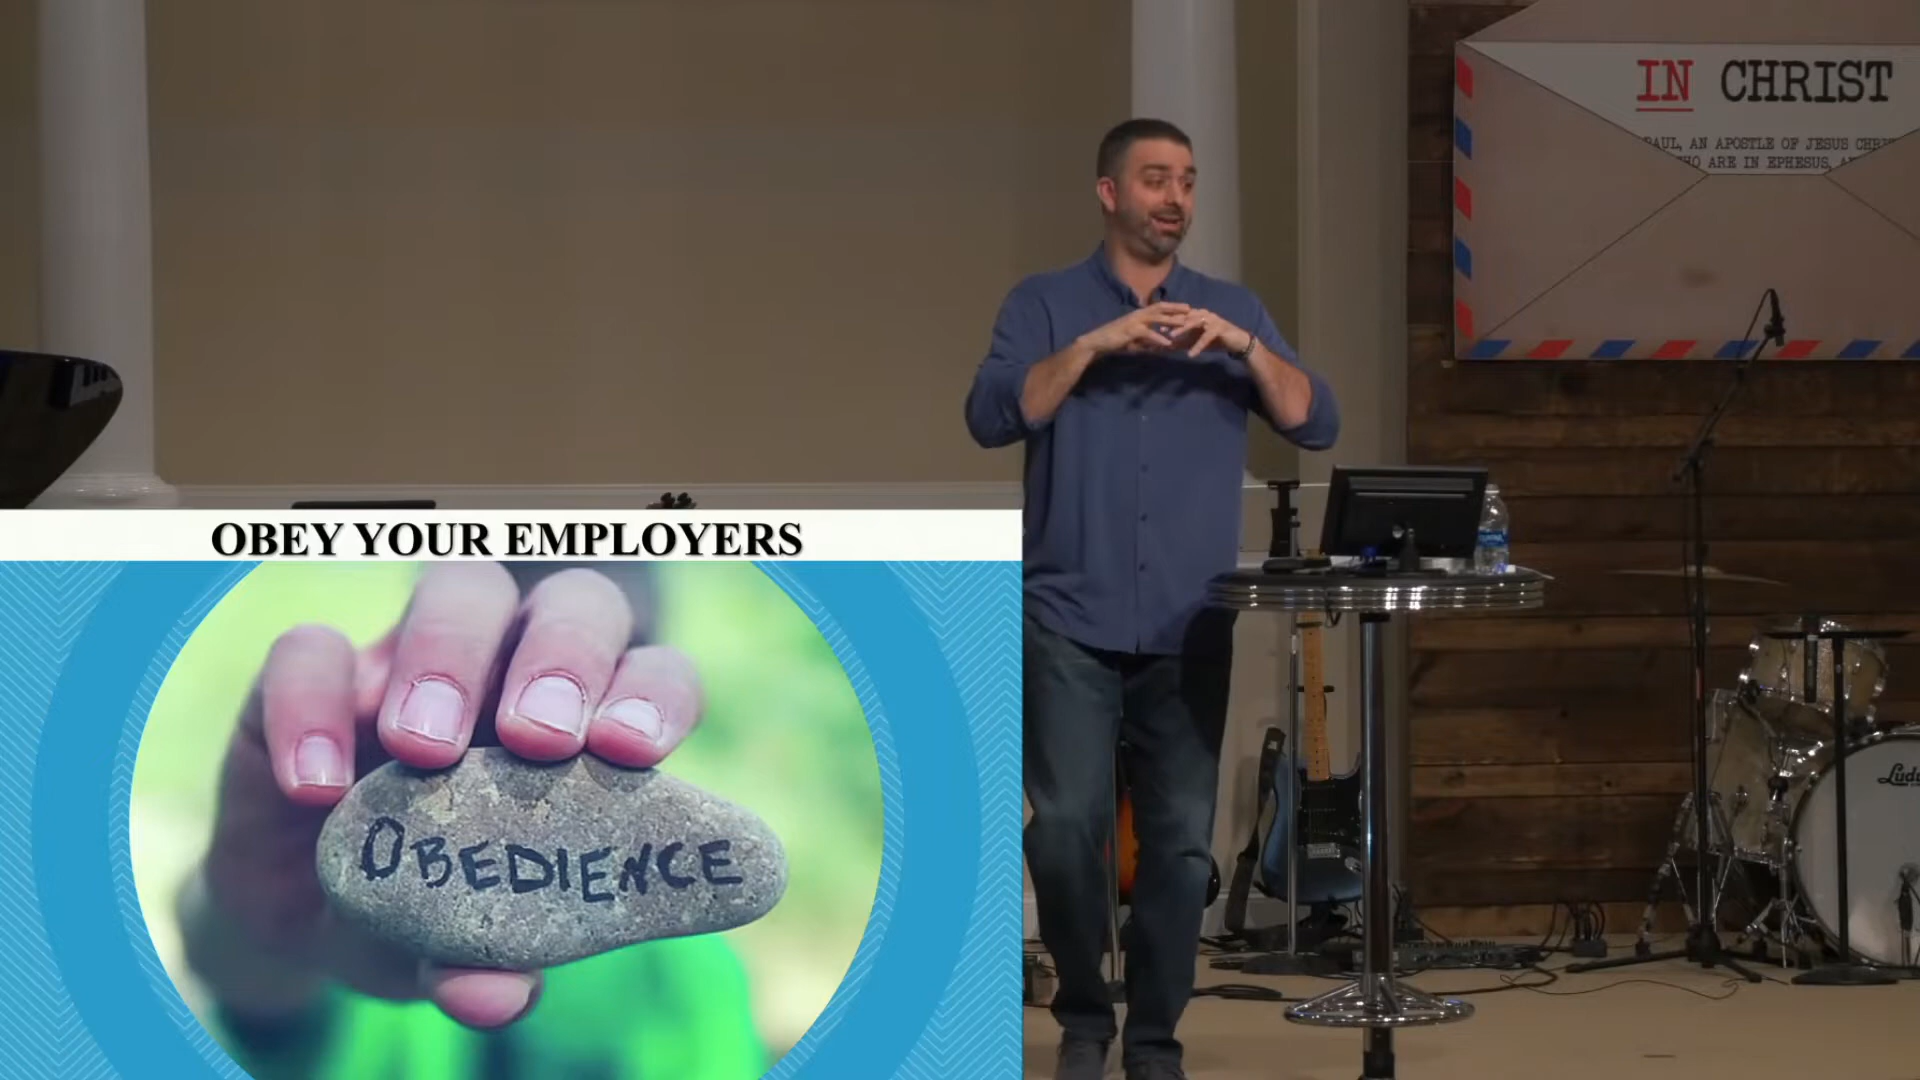 IN CHRIST
PAUL, AN APOSTLE OF JESUS
WHO ARE IN EPHESUS,
OBEY YOUR EMPLOYERS
OBEDIENCE